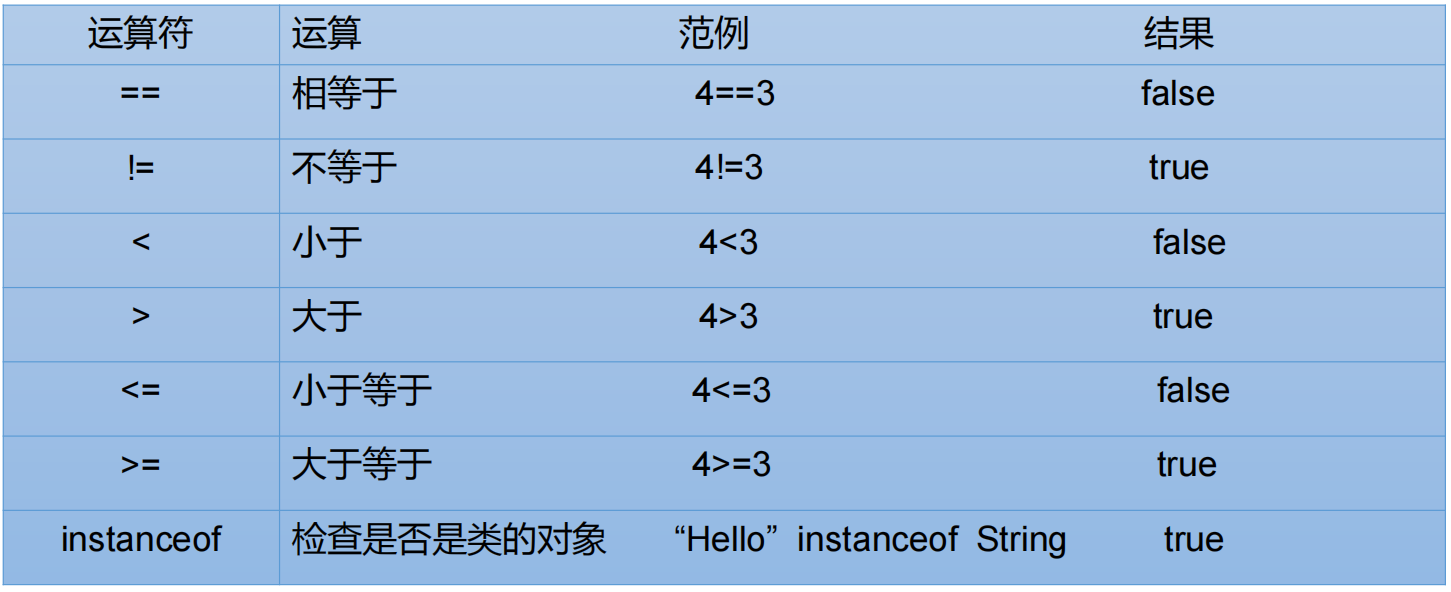 运算符 运算 范例 结果
== 相等于 4==3 false
!= 不等于 4!=3 true
< 小于 4<3 false
> 大于 4>3 true
<= 小于等于 4<=3 false
>= 大于等于 4>=3 true
instanceof 检查是否是类的对象 “Hello” instanceof String true